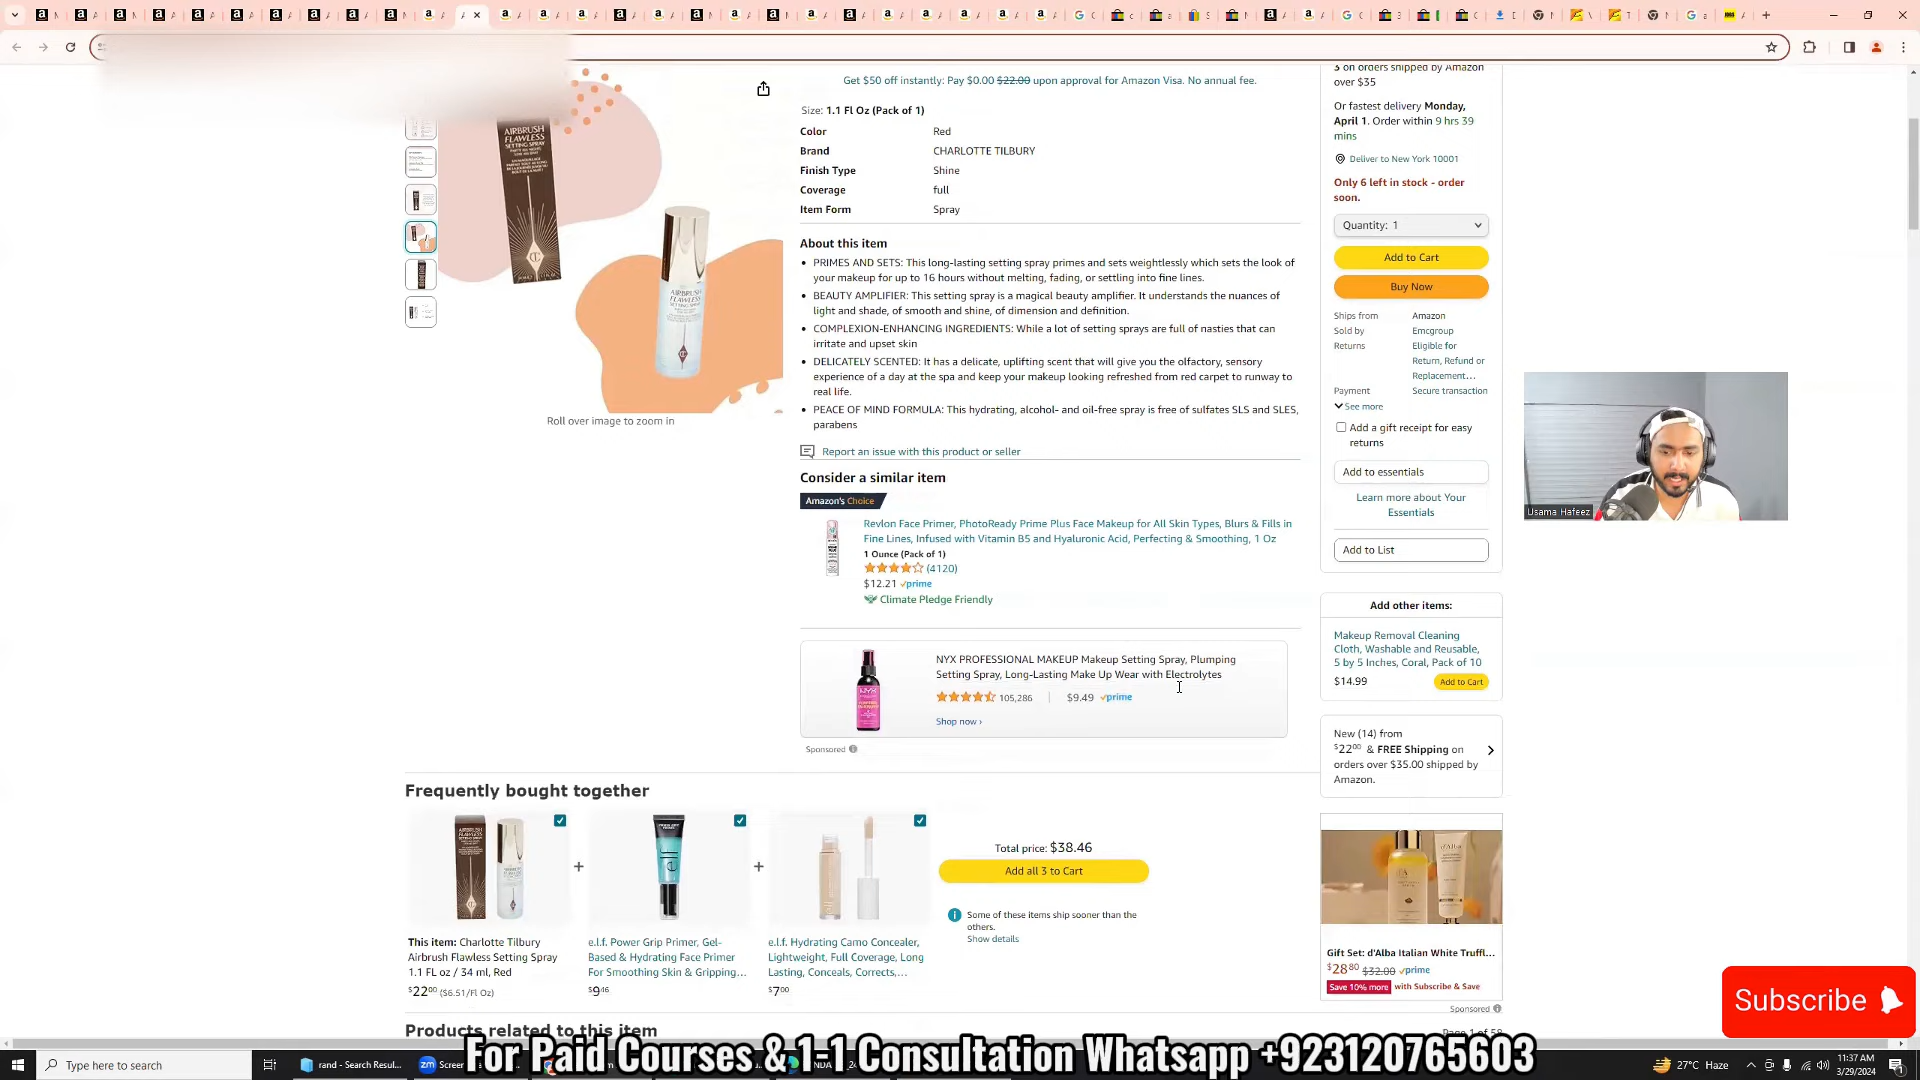 Get $50 off instantly: Pay $0.00 $22.00 upon approval for Amazon Visa. No annual fee.
Size: 1.1 Fl Oz (Pack of 1)
Color Red
Brand CHARLOTTE TILBURY
Finish Type Shine
Coverage full
Item Form Spray
About this item
PRIMES AND SETS: This long-lasting setting spray primes and sets weightlessly which sets the look of
your makeup for up to 16 hours without melting, fading, or settling into fine lines.
BEAUTY AMPLIFIER: This setting spray is a magical beauty amplifier. It understands the nuances of
light and shade, of smooth and shine, of dimension and definition.
COMPLEXION-ENHANCING INGREDIENTS: While a lot of setting sprays are full of nasties that can
irritate and upset skin
DELICATELY SCENTED: It has a delicate, uplifting scent that will give you the olfactory, sensory
experience of a day at the spa and keep your makeup looking refreshed from red carpet to runway to
real life.
PEACE OF MIND FORMULA: This hydrating, alcohol- and oil-free spray is free of sulfates SLS and SLES,
parabens
Report an issue with this product or seller
Consider a similar item
Amazon's Choice
Revlon Face Primer, PhotoReady Prime Plus Face Makeup for All Skin Types, Blurs & Fills in
Fine Lines, Infused with Vitamin B5 and Hyaluronic Acid, Perfecting & Smoothing, 1 Oz
1 Ounce (Pack of 1)
(4120)
$12.21 prime
Climate Pledge Friendly
NYX PROFESSIONAL MAKEUP Makeup Setting Spray, Plumping
Setting Spray, Long-Lasting Make Up Wear with Electrolytes
105,286 $9.49 prime
Shop now ›
Sponsored
AIRBRUSH
FLAWLESS
SETTING SPRAY
AIRBRUSH
FLAWLESS
SETTING SPRAY
Roll over image to zoom in
3 on orders shipped by Amazon
over $35
Or fastest delivery Monday,
April 1. Order within 9 hrs 39
mins
Deliver to New York 10001
Only 6 left in stock - order
soon.
Quantity: 1
Add to Cart
Buy Now
Ships from Amazon
Sold by Emcgroup
Returns Eligible for
Return, Refund or
Replacement...
Payment Secure transaction
See more
Add a gift receipt for easy
returns
Add to essentials
Learn more about Your
Essentials
Add to List
Add other items:
Makeup Removal Cleaning
Cloth, Washable and Reusable,
5 by 5 Inches, Coral, Pack of 10
$14.99 Add to Cart
New (14) from
$22.00 & FREE Shipping on
orders over $35.00 shipped by
Amazon.
Gift Set: d'Alba Italian White Truffl...
$28.80 $32.00 prime
Save 10% more with Subscribe & Save
Sponsored
Usama Hafeez
Frequently bought together
Total price: $38.46
Add all 3 to Cart
Some of these items ship sooner than the
others.
Show details
This item: Charlotte Tilbury
Airbrush Flawless Setting Spray
1.1 FL oz / 34 ml, Red
$22.00 ($6.51/Fl Oz)
e.l.f. Power Grip Primer, Gel-
Based & Hydrating Face Primer
For Smoothing Skin & Gripping...
$9.46
e.l.f. Hydrating Camo Concealer,
Lightweight, Full Coverage, Long
Lasting, Conceals, Corrects,...
$7.00
Products related to this item
Page 1 of 58
Subscribe
For Paid Courses & 1-1 Consultation Whatsapp +923120765603
Type here to search
rand - Search Resul...
27°C Haze
11:37 AM
3/29/2024